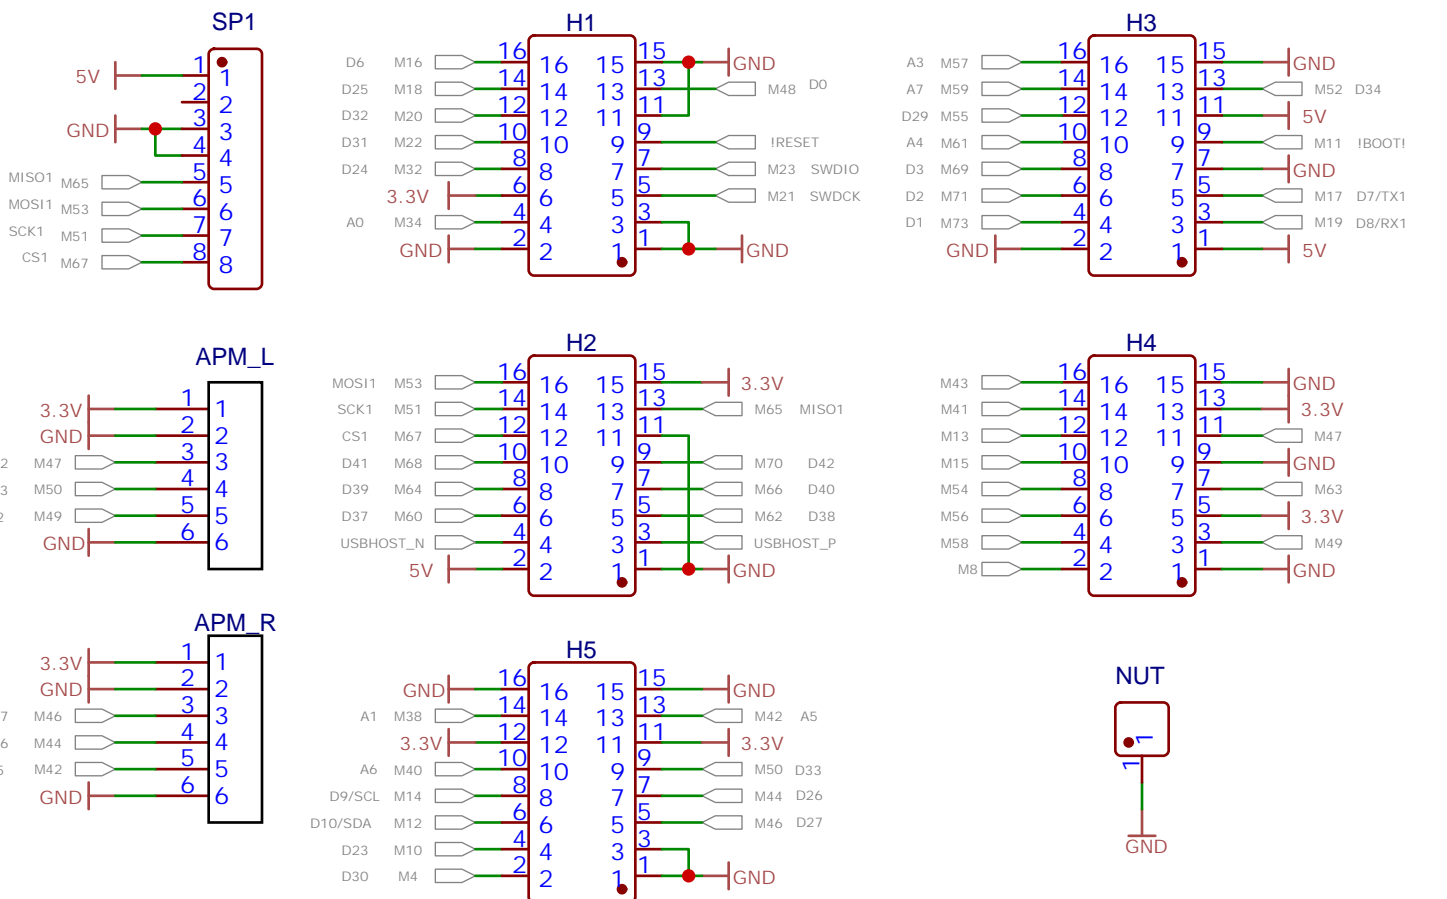 SP1
1 1
5V
2 2
GND 3 3
4 4
MISO1 M65 5 5
MOSI1 M53 6 6
SCK1 M51 7 7
CS1 M67 8 8
H1
D6 M16 16 16 15 15 GND
D25 M18 14 14 13 13 M48 D0
D32 M20 12 12 11 11
D31 M22 10 10 9 9 !RESET
D24 M32 8 8 7 7 M23 SWDIO
3.3V 6 6 5 5 M21 SWDCK
A0 M34 4 4 3 3
GND 2 2 1 1 GND
H3
A3 M57 16 16 15 15 GND
A7 M59 14 14 13 13 M52 D34
D29 M55 12 12 11 11 5V
A4 M61 10 10 9 9 M11 !BOOT!
D3 M69 8 8 7 7 GND
D2 M71 6 6 5 5 M17 D7/TX1
D1 M73 4 4 3 3 M19 D8/RX1
GND 2 2 1 1 5V
APM_L
3.3V 1 1
GND 2 2
2 M47 3 3
3 M50 4 4
2 M49 5 5
GND 6 6
H2
MOSI1 M53 16 16 15 15 3.3V
SCK1 M51 14 14 13 13 M65 MISO1
CS1 M67 12 12 11 11
D41 M68 10 10 9 9 M70 D42
D39 M64 8 8 7 7 M66 D40
D37 M60 6 6 5 5 M62 D38
USBHOST_N 4 4 3 3 USBHOST_P
5V 2 2 1 1 GND
H4
M43 16 16 15 15 GND
M41 14 14 13 13 3.3V
M13 12 12 11 11 M47
M15 10 10 9 9 GND
M54 8 8 7 7 M63
M56 6 6 5 5 3.3V
M58 4 4 3 3 M49
M8 2 2 1 1 GND
APM_R
3.3V 1 1
GND 2 2
7 M46 3 3
6 M44 4 4
M42 5 5
GND 6 6
H5
GND 16 16 15 15 GND
A1 M38 14 14 13 13 M42 A5
3.3V 12 12 11 11 3.3V
A6 M40 10 10 9 9 M50 D33
D9/SCL M14 8 8 7 7 M44 D26
D10/SDA M12 6 6 5 5 M46 D27
D23 M10 4 4 3 3
D30 M4 2 2 1 1 GND
NUT
1
1
GND